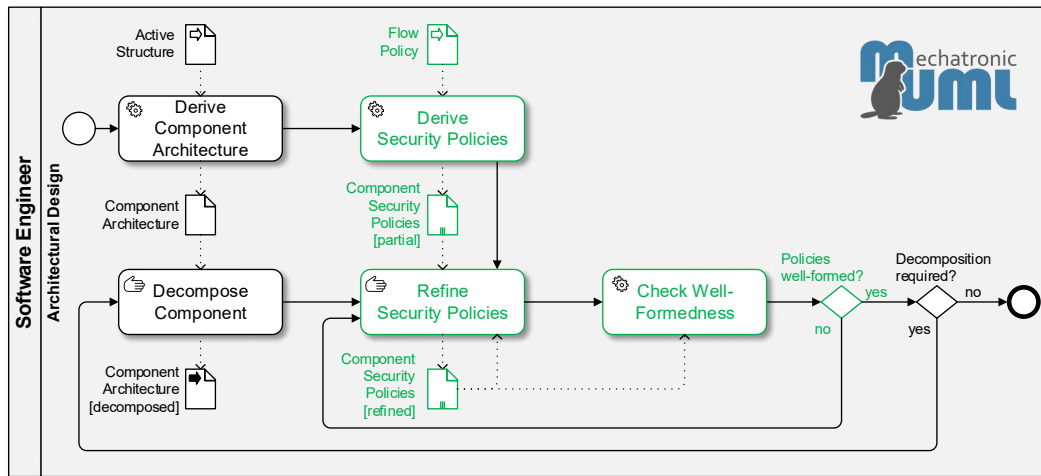 Software Engineer
Architectural Design
Active
Structure
Flow
Policy
Mechatronic
UML
Derive
Component
Architecture
Derive
Security Policies
Component
Architecture
Component
Security
Policies
[partial]
Decompose
Component
Refine
Security Policies
Check Well-
Formedness
Policies
well-formed?
yes
no
Decomposition
required?
no
yes
Component
Architecture
[decomposed]
Component
Security
Policies
[refined]